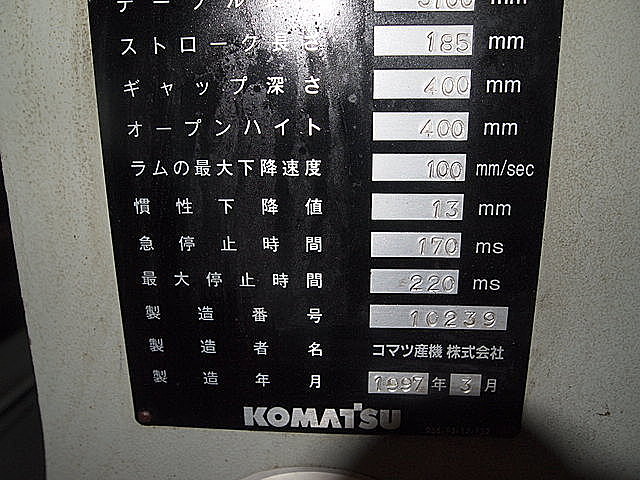 ストローク長さ 185 mm
ギャップ深さ 400 mm
オープンハイト 400 mm
ラムの最大下降速度 100 mm/sec
慣性下降値 13 mm
急停止時間 170 ms
最大停止時間 220 ms
製造番号 10239
製造者名 コマツ産機 株式会社
製造年月 1997 年 3 月
KOMATSU